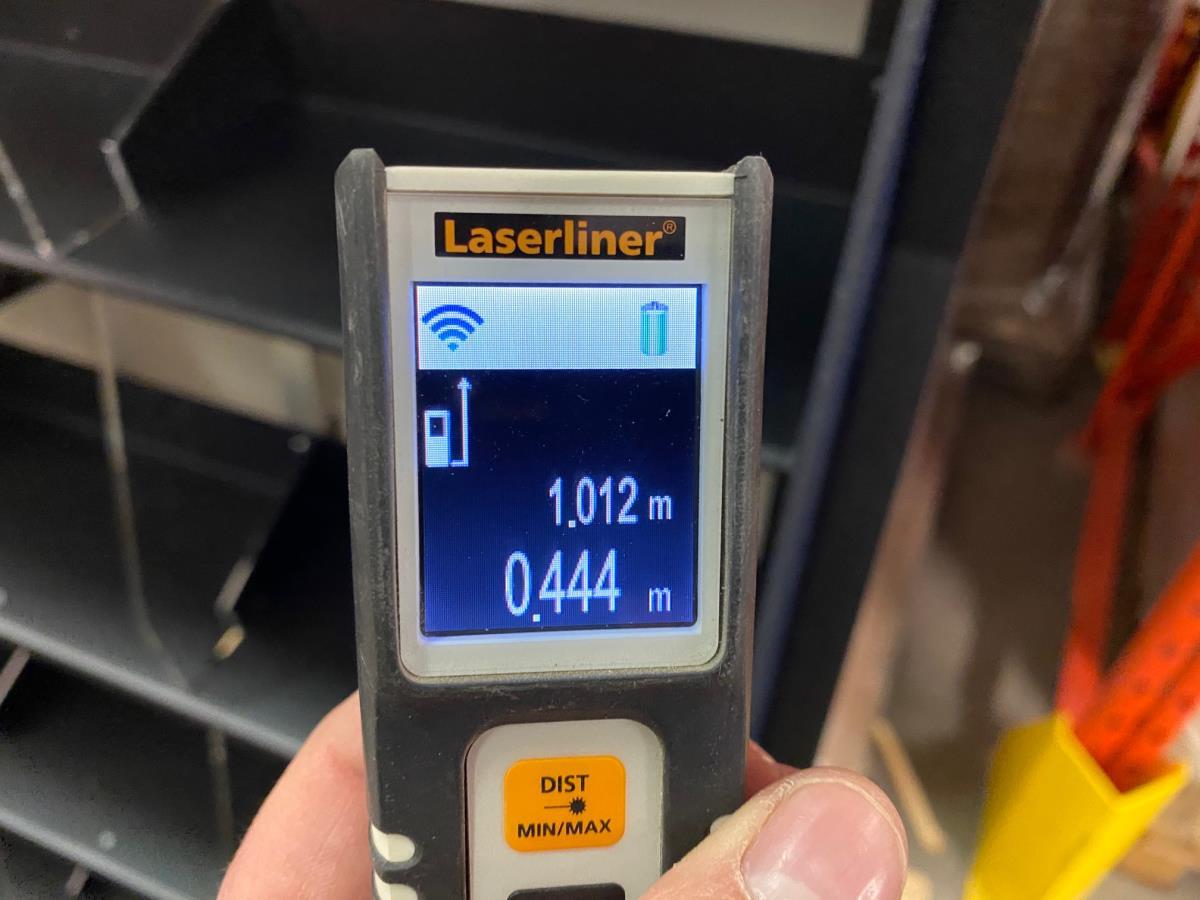 Laserliner®
1.012 m
0.444 m
DIST
MIN/MAX